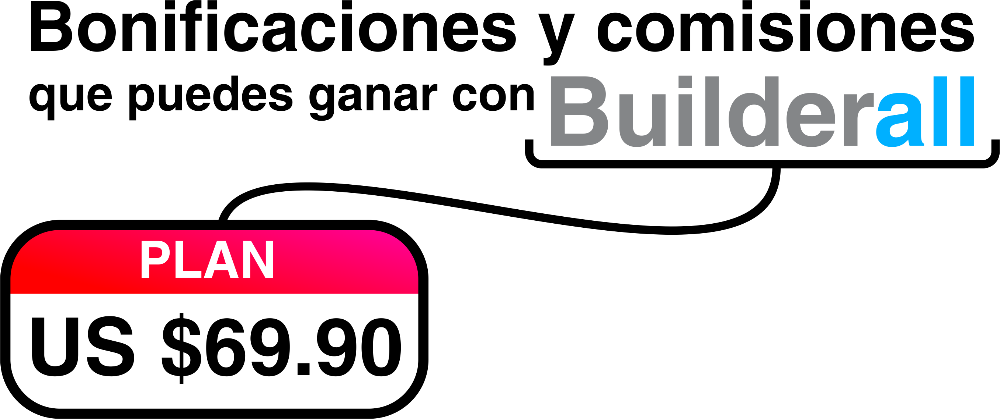 Bonificaciones y comisiones
que puedes ganar con Builderall
PLAN
US $69.90